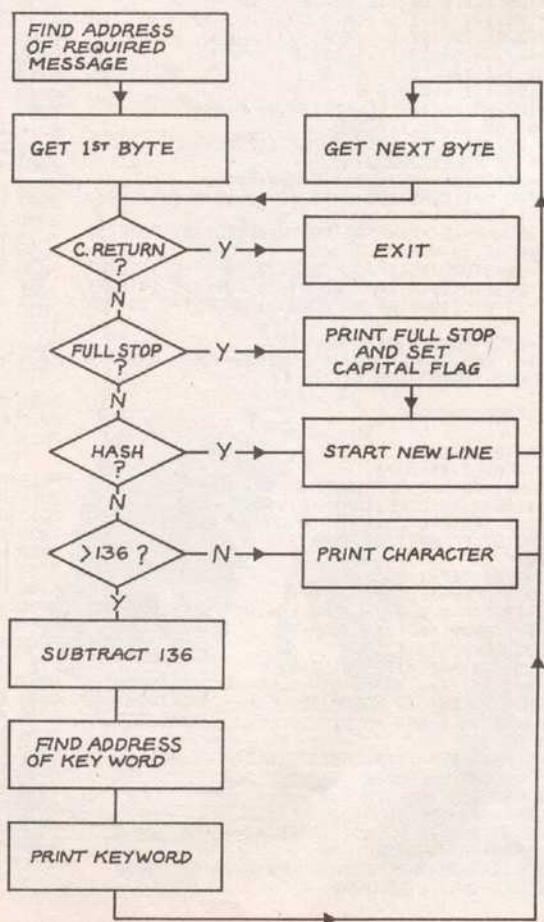 FIND ADDRESS
OF REQUIRED
MESSAGE
GET 1ST BYTE
GET NEXT BYTE
C. RETURN
?
Y
EXIT
N
FULL STOP
?
Y
PRINT FULL STOP
AND SET
CAPITAL FLAG
N
HASH
?
Y
START NEW LINE
N
>136 ?
N
PRINT CHARACTER
Y
SUBTRACT 136
FIND ADDRESS
OF KEY WORD
PRINT KEYWORD